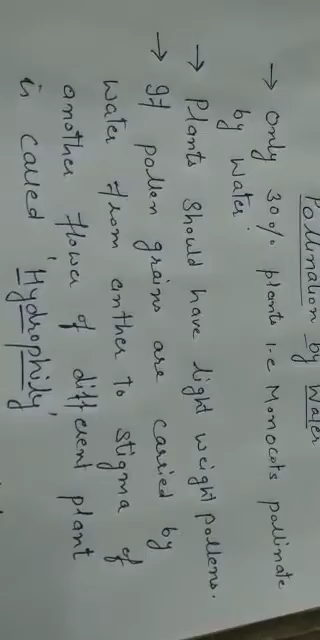 Pollination by Water
→ Only 30% plants i.e Monocots pollinate
by Water.
→ Plants Should have light weight pollens.
→ If pollen grains are carried by
Water from anther to stigma of
another flower of different plant
is called 'Hydrophily'